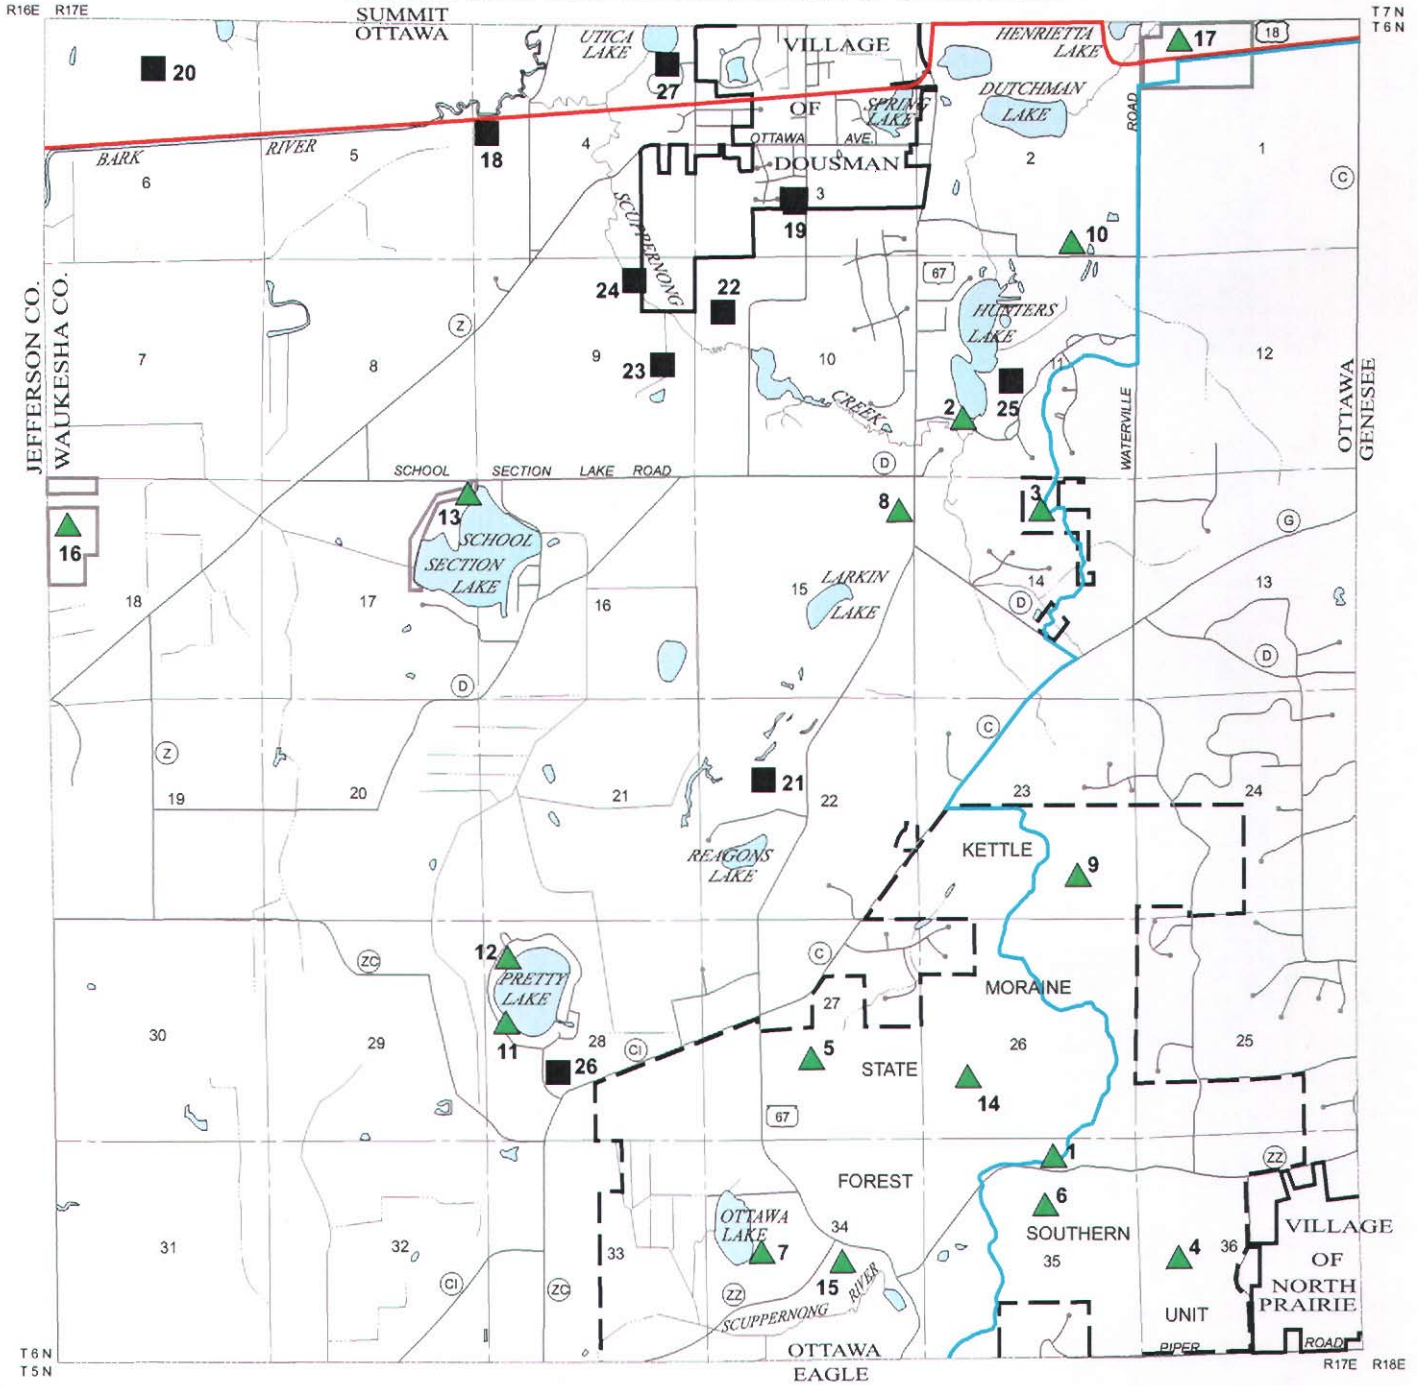 R16E R17E
SUMMIT
OTTAWA
T7N
T6N
UTICA
LAKE
VILLAGE
OF
DOUSMAN
HENRIETTA
LAKE
17
18
20
27
SPRING
LAKE
DUTCHMAN
LAKE
ROAD
OTTAWA AVE.
BARK RIVER
18
6
5
4
3
2
1
C
19
SCUPPERNONG
CREEK
10
67
24
22
HUNTERS
LAKE
Z
JEFFERSON CO.
WAUKESHA CO.
OTTAWA
GENESEE
7
8
9
10
11
12
23
25
2
WATERVILLE
D
SCHOOL SECTION LAKE ROAD
13
8
3
16
SCHOOL
SECTION
LAKE
G
18
17
16
15
LARKIN
LAKE
14
13
D
D
D
C
Z
21
19
20
21
22
23
24
REAGONS
LAKE
KETTLE
9
12
PRETTY
LAKE
11
ZC
C
27
MORAINE
30
29
28
26
25
26
CI
5
STATE
14
67
1
ZZ
FOREST
6
SOUTHERN
OTTAWA
LAKE
7
34
15
31
32
33
35
4
36
VILLAGE
OF
NORTH
PRAIRIE
CI
ZC
ZZ
SCUPPERNONG RIVER
UNIT
PIPER ROAD
T6N
T5N
OTTAWA
EAGLE
R17E R18E